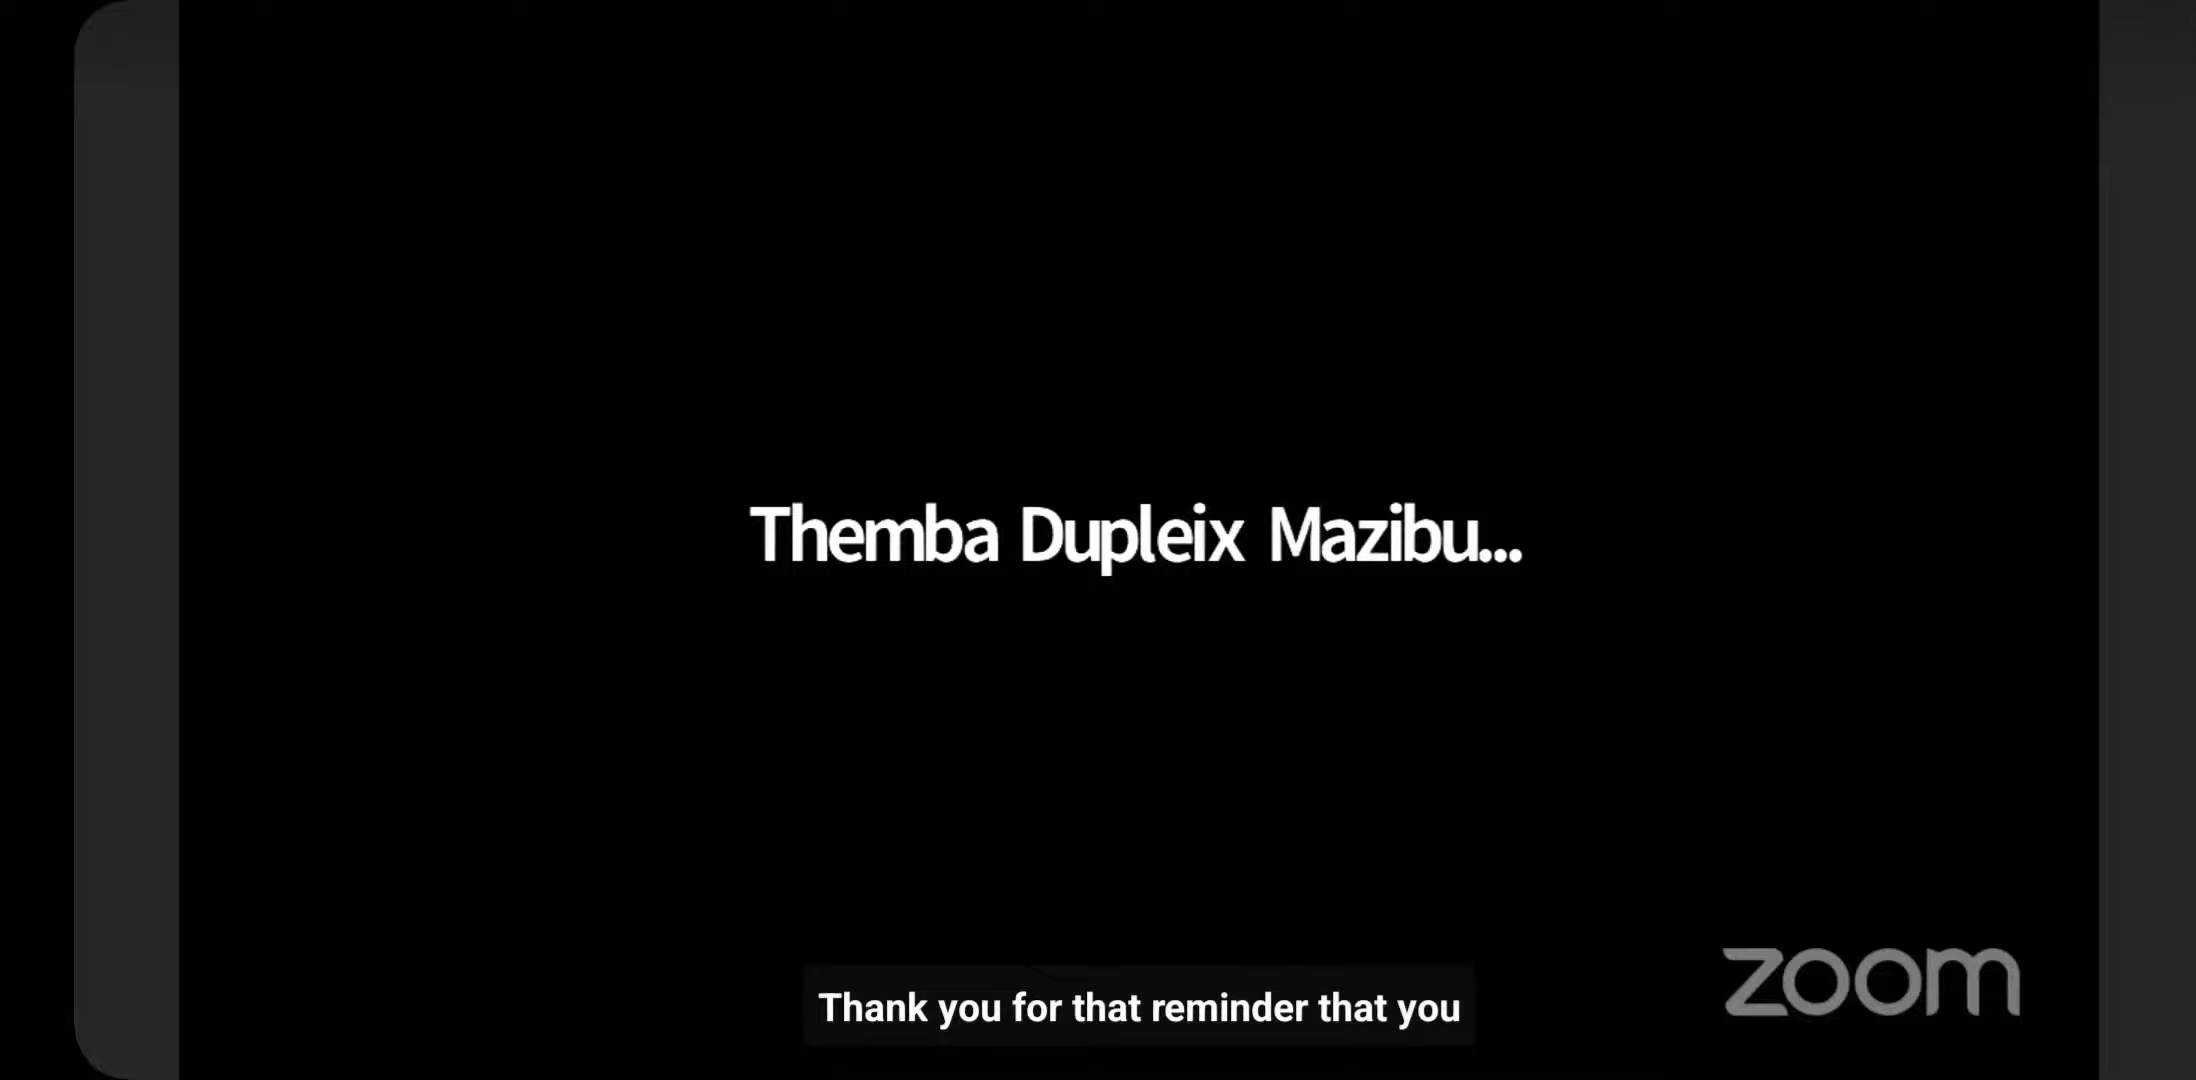 Themba Dupleix Mazibu...
zoom
Thank you for that reminder that you